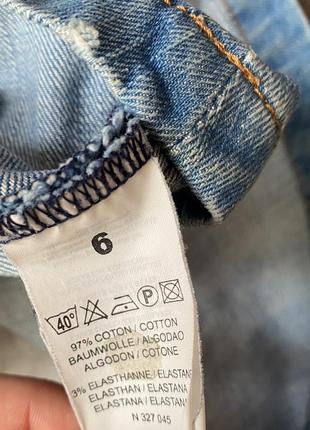 6
40°
P
97% COTON / COTTON
BAUMWOLLE / ALGODAO
ALGODON / COTONE
3% ELASTHANNE / ELASTANE
ELASTHAN / ELASTANA
ELASTANA / ELASTAN
N 327 045